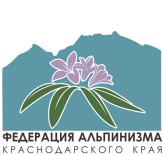 ФЕДЕРАЦИЯ АЛЬПИНИЗМА
КРАСНОДАРСКОГО КРАЯ